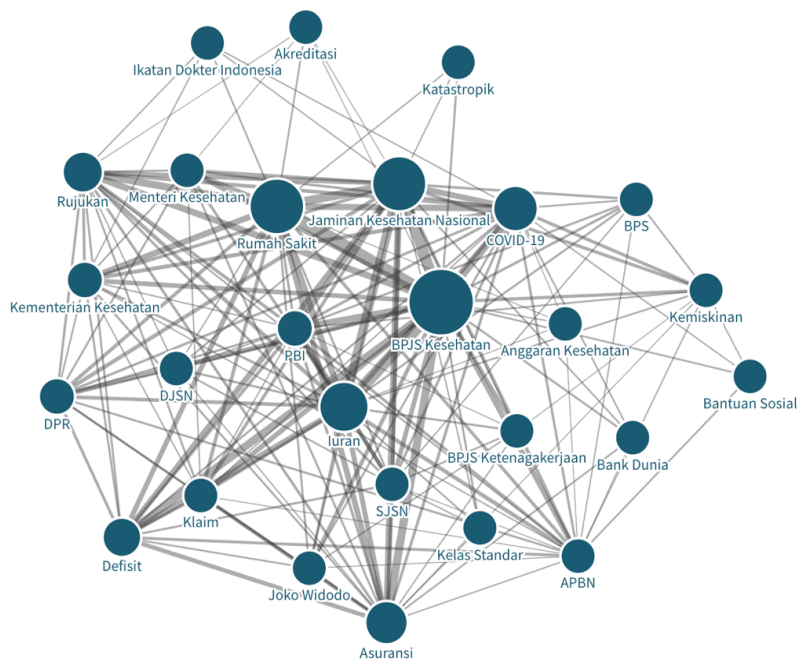 Akreditasi
Ikatan Dokter Indonesia
Katastropik
Rujukan
Menteri Kesehatan
Rumah Sakit
Jaminan Kesehatan Nasional
COVID-19
BPS
Kementerian Kesehatan
PBI
BPJS Kesehatan
Anggaran Kesehatan
Kemiskinan
DPR
DJSN
Iuran
Bantuan Sosial
BPJS Ketenagakerjaan
Bank Dunia
Klaim
SJSN
Defisit
Kelas Standar
APBN
Joko Widodo
Asuransi